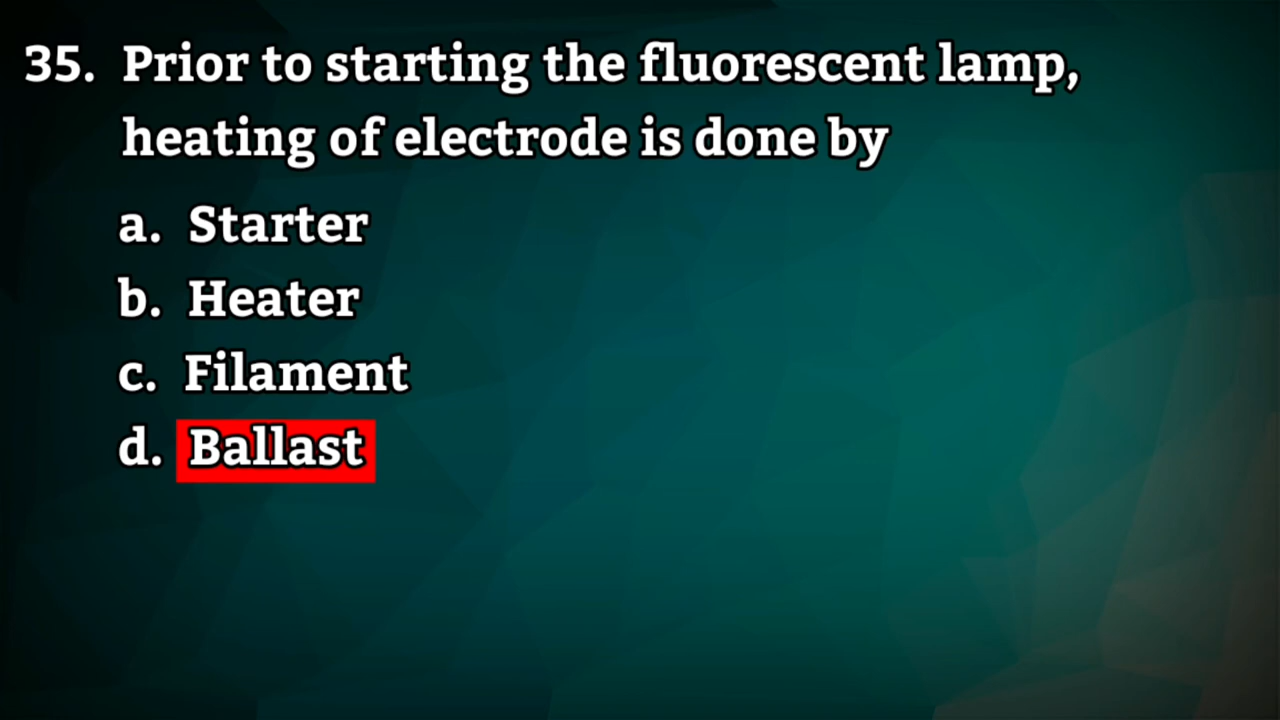 35. Prior to starting the fluorescent lamp,
heating of electrode is done by
a. Starter
b. Heater
c. Filament
d. Ballast